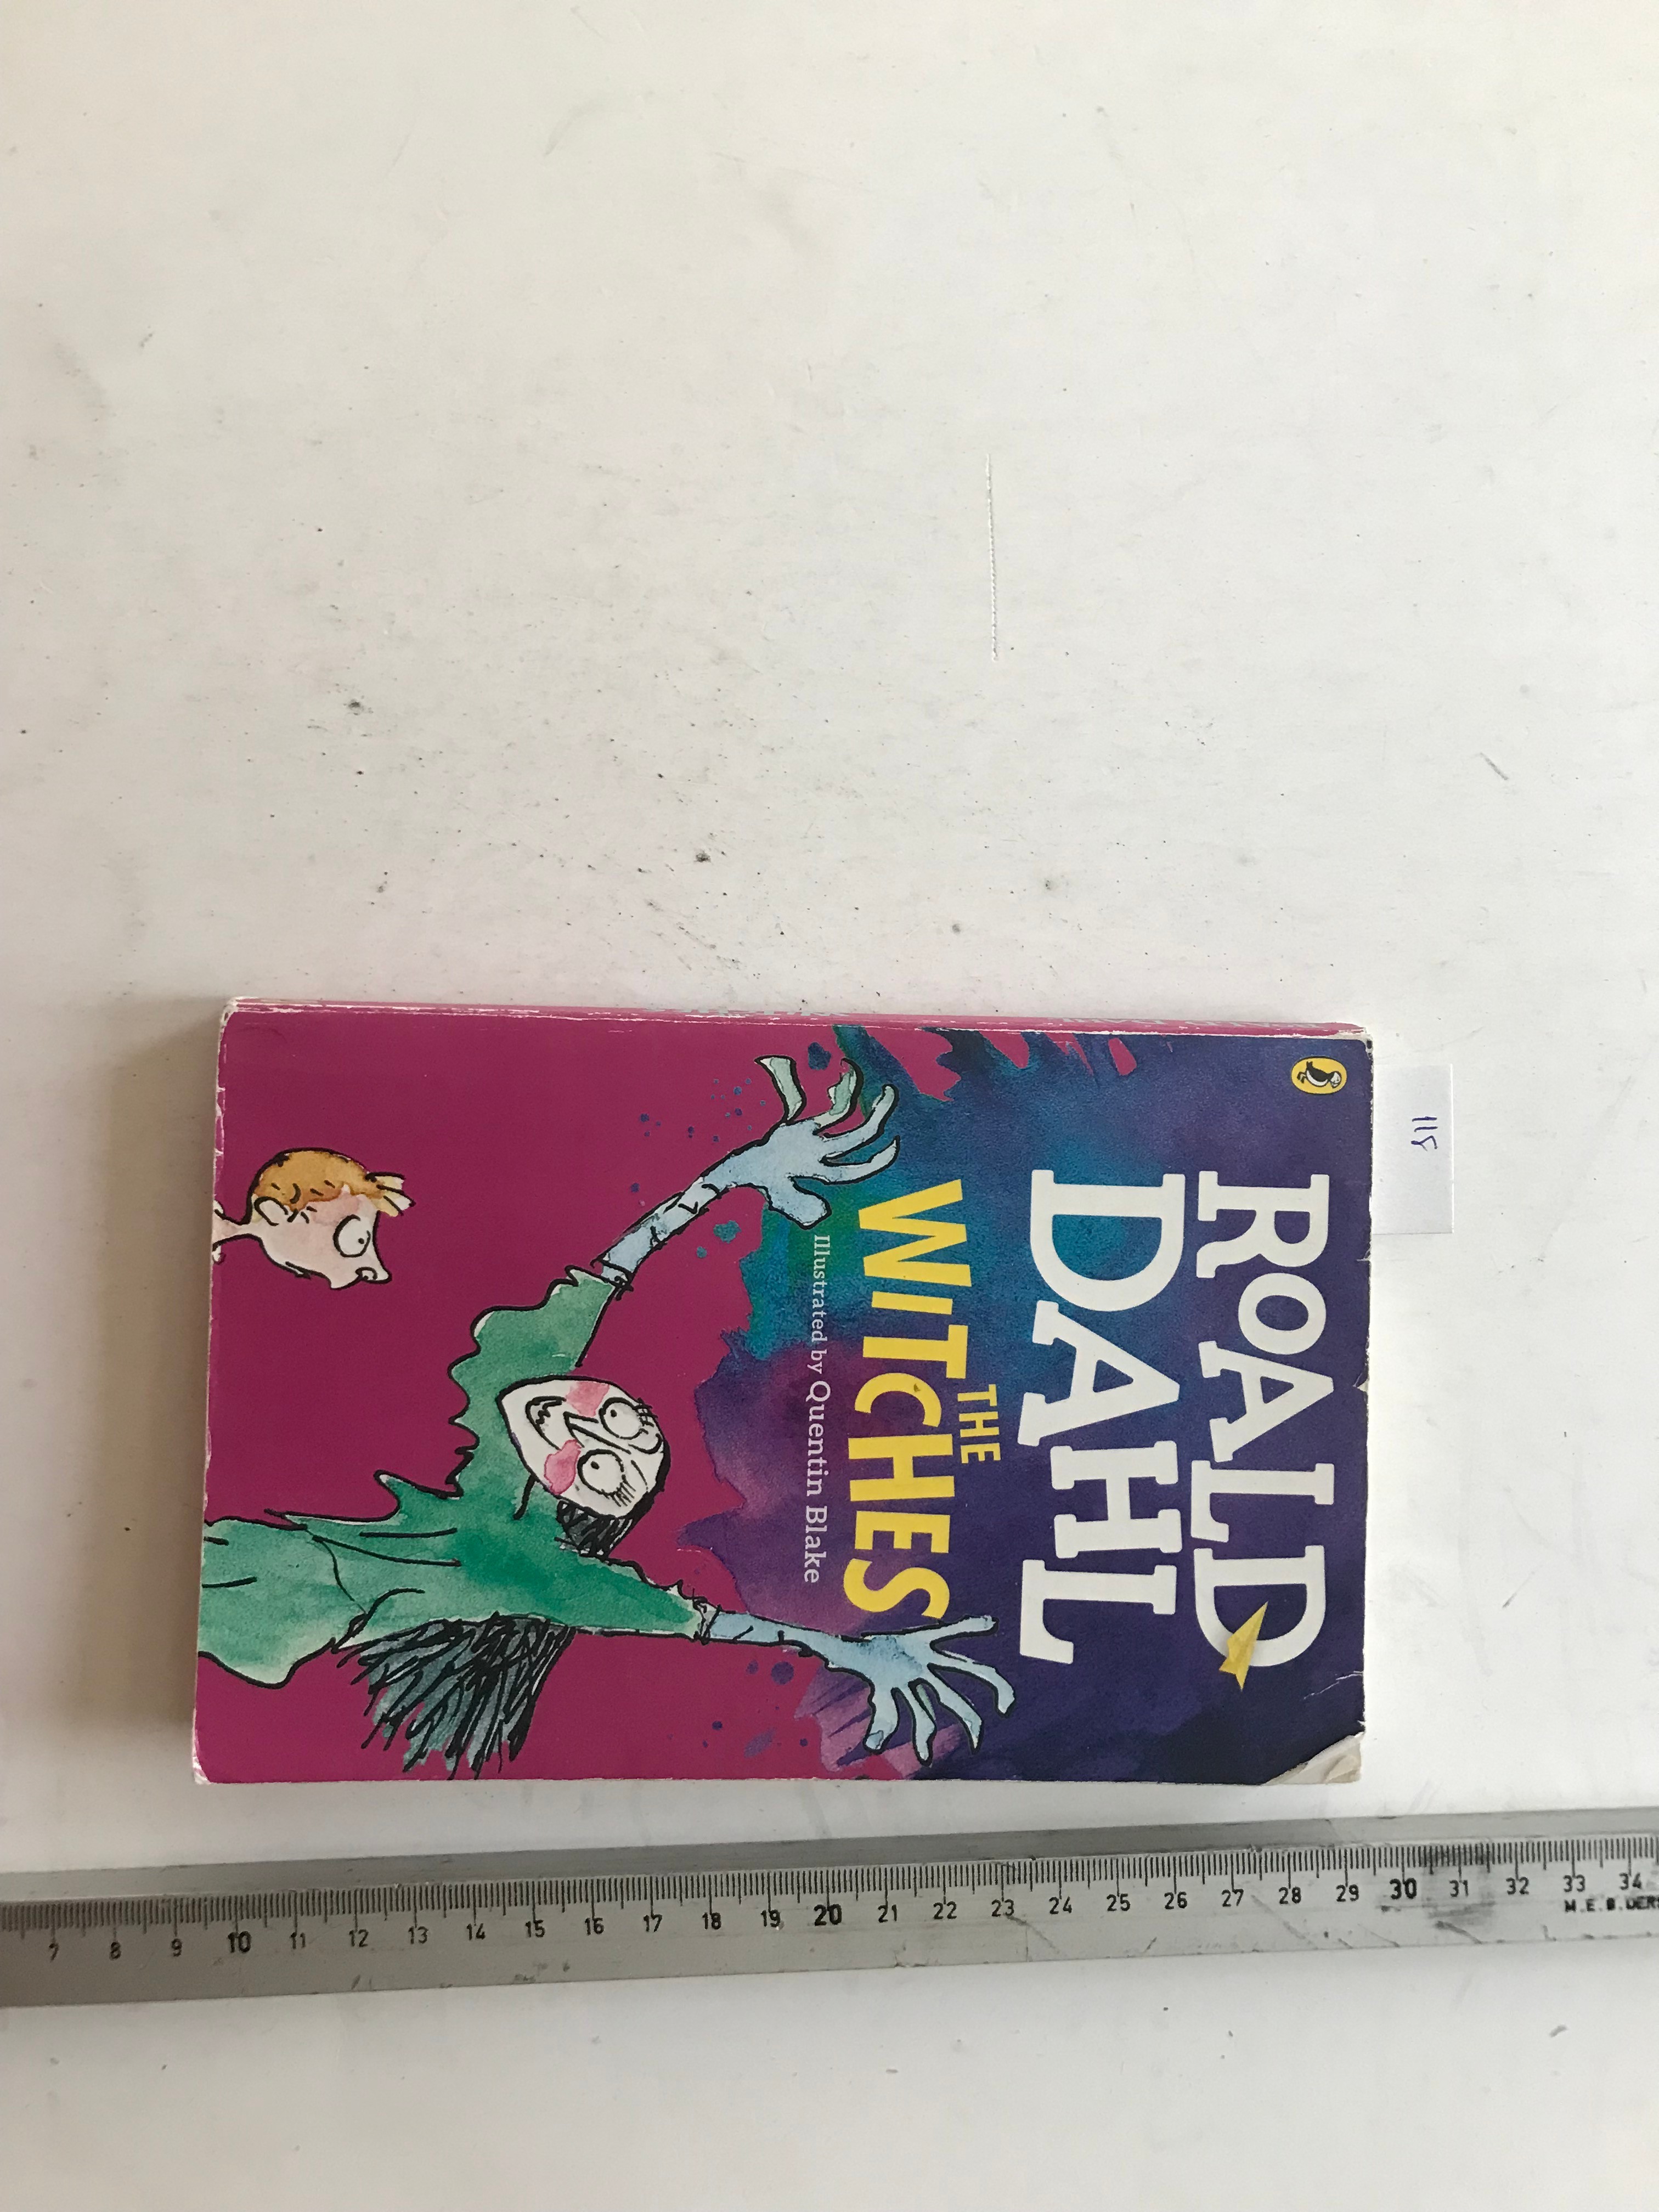 ROALD
DAHL
THE
WITCHES
Illustrated by Quentin Blake
7 8 9 10 11 12 13 14 15 16 17 18 19 20 21 22 23 24 25 26 27 28 29 30 31 32 33 34